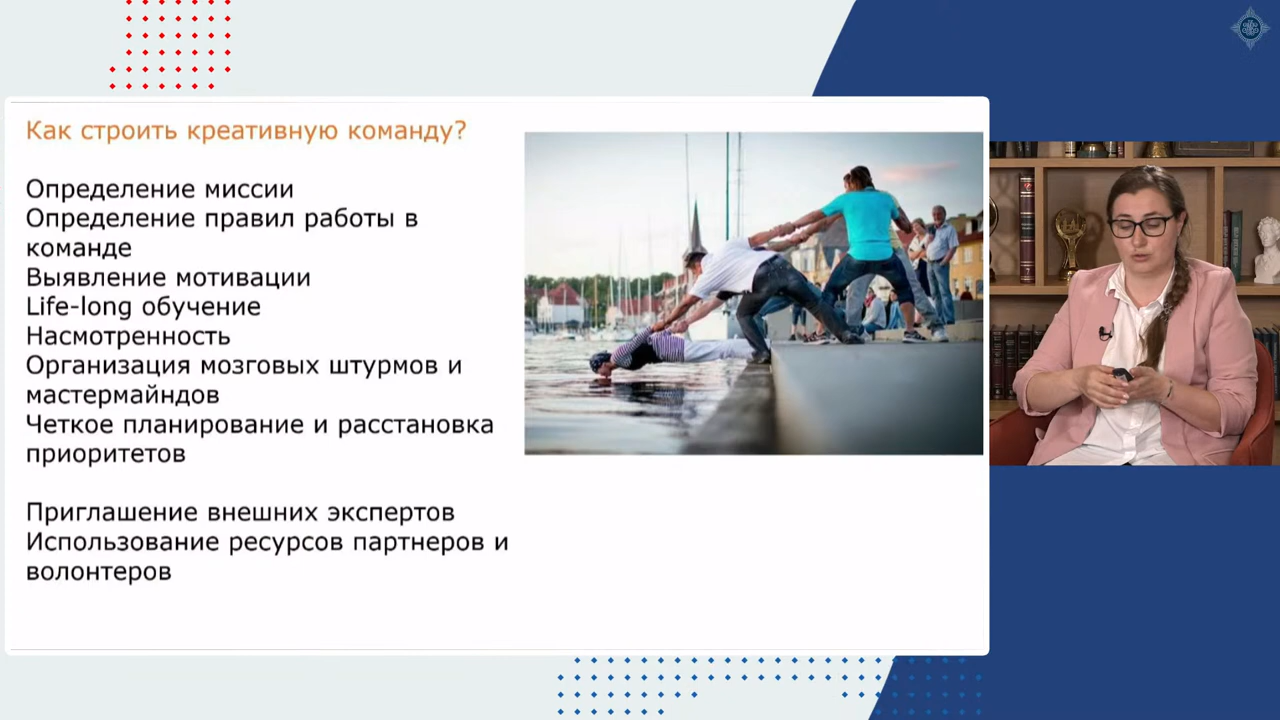 Как строить креативную команду?
Определение миссии
Определение правил работы в
команде
Выявление мотивации
Life-long обучение
Насмотренность
Организация мозговых штурмов и
мастермайндов
Четкое планирование и расстановка
приоритетов
Приглашение внешних экспертов
Использование ресурсов партнеров и
волонтеров